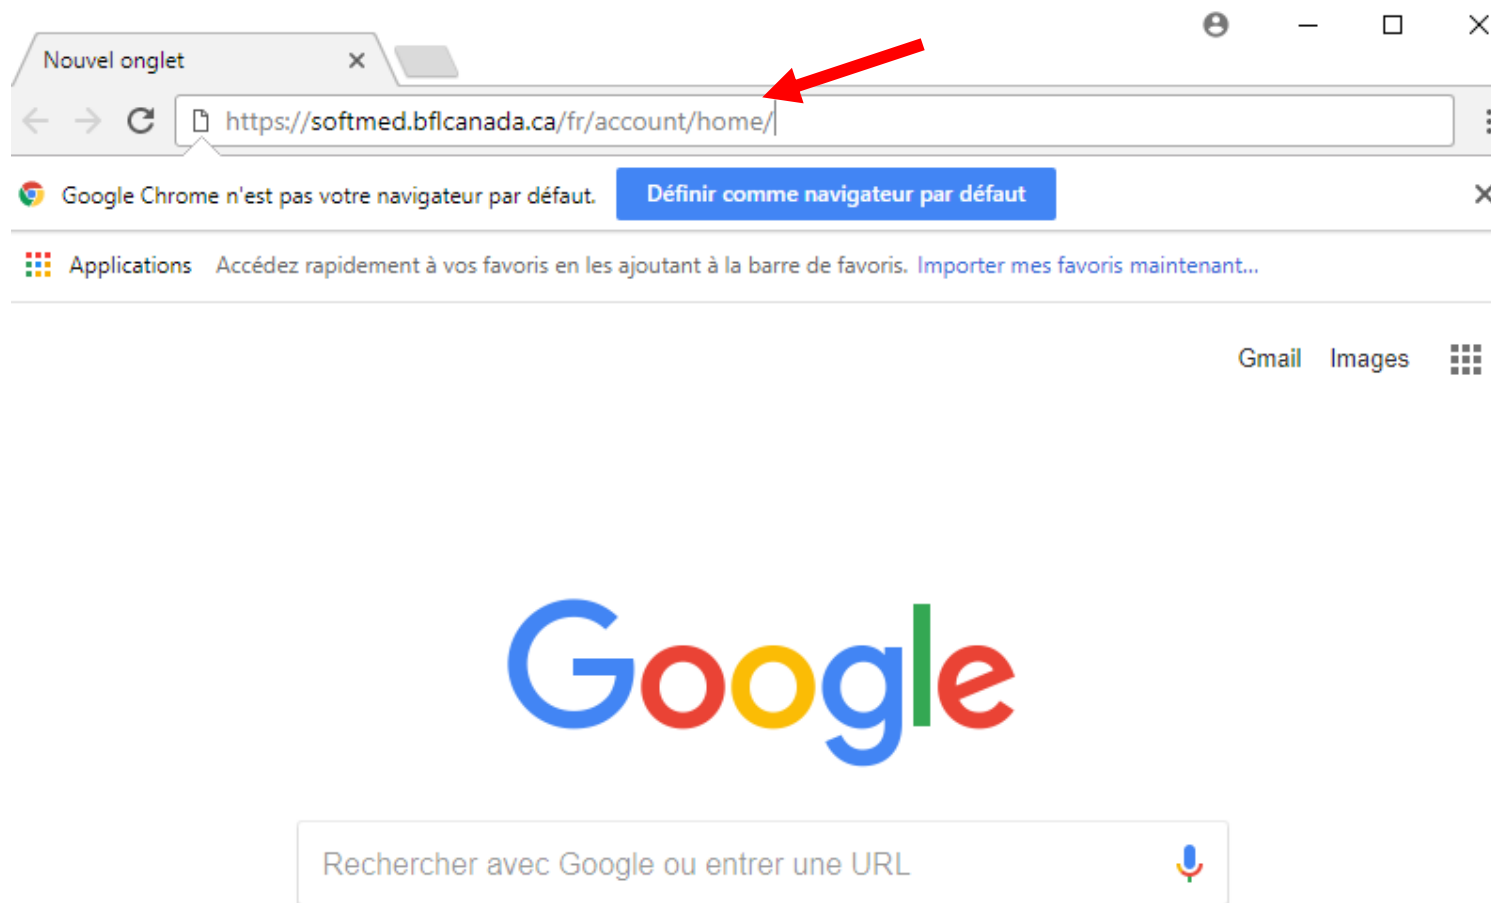 Nouvel onglet
https://softmed.bflcanada.ca/fr/account/home/
Google Chrome n'est pas votre navigateur par défaut. Définir comme navigateur par défaut
Applications Accédez rapidement à vos favoris en les ajoutant à la barre de favoris. Importer mes favoris maintenant...
Gmail Images
Google
Rechercher avec Google ou entrer une URL